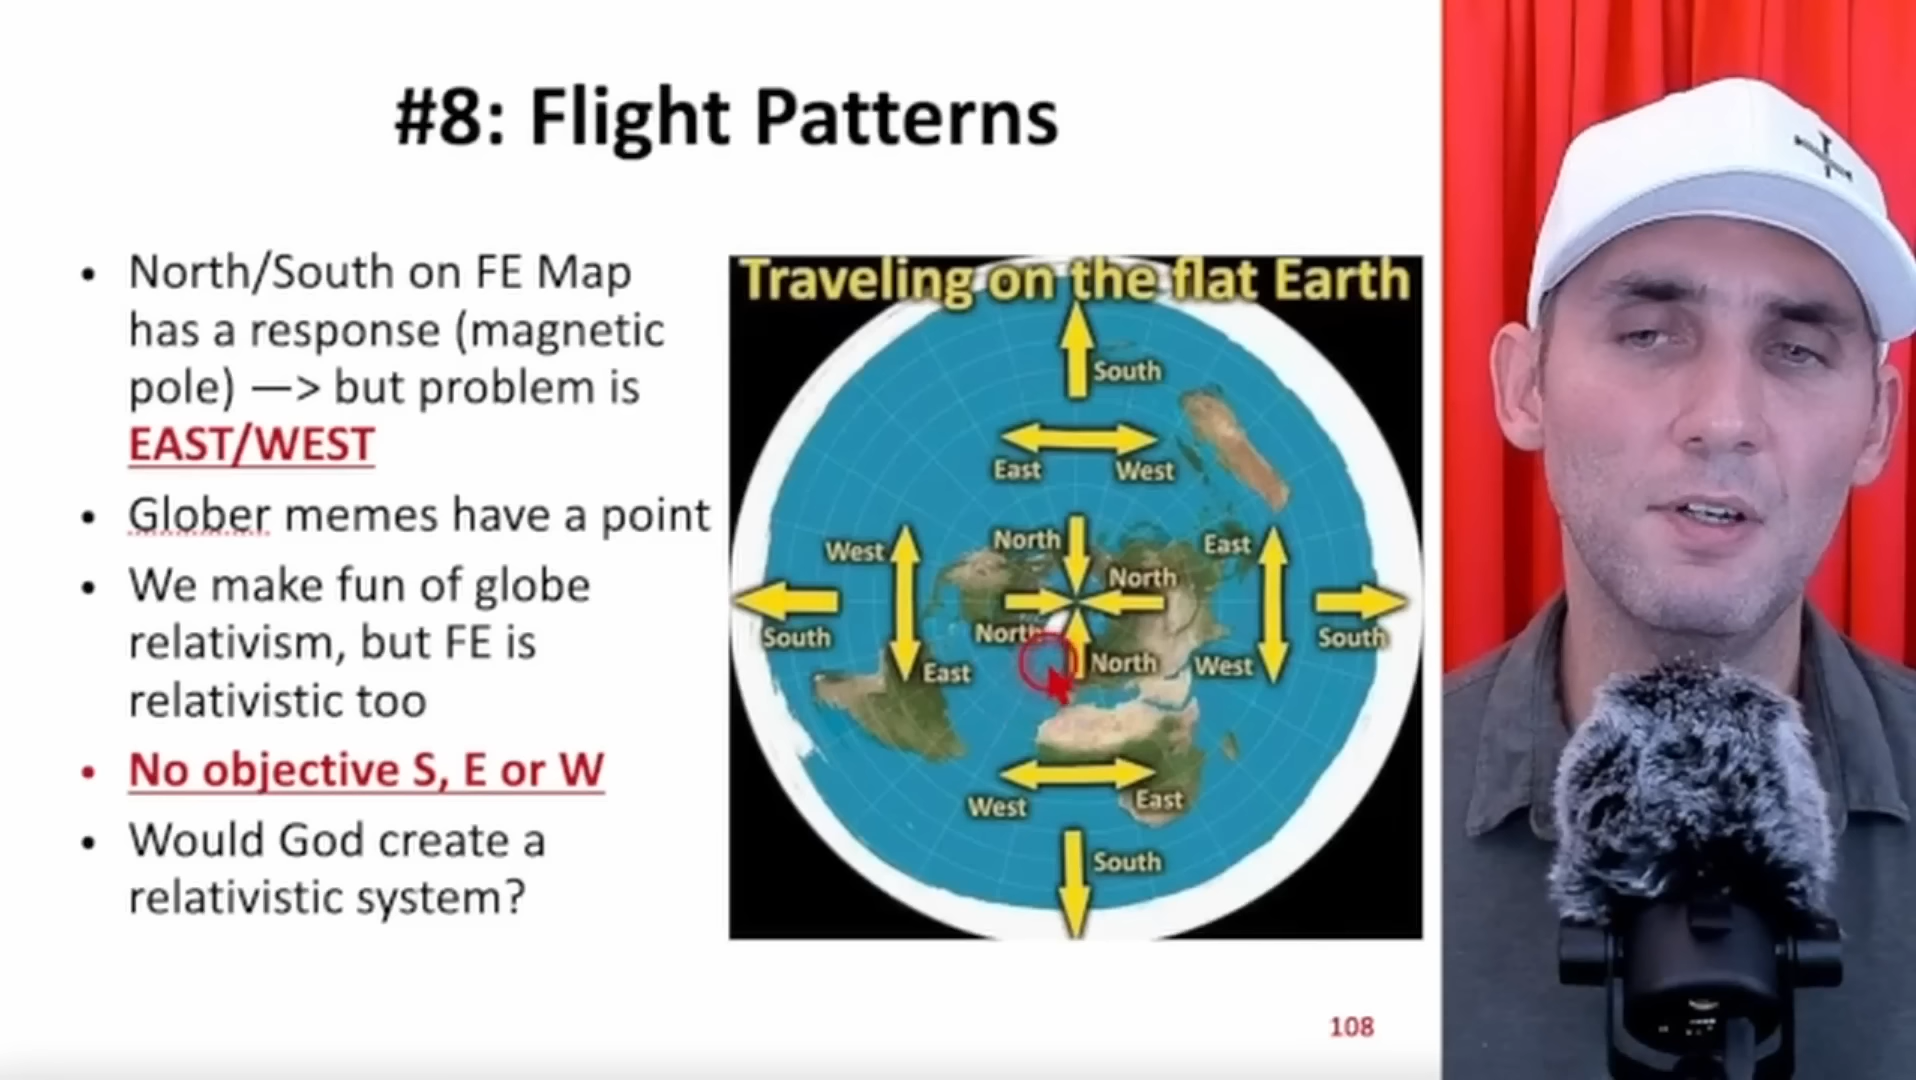 #8: Flight Patterns
• North/South on FE Map
has a response (magnetic
pole) —> but problem is
EAST/WEST
• Glober memes have a point
• We make fun of globe
relativism, but FE is
relativistic too
• No objective S, E or W
• Would God create a
relativistic system?
Traveling on the flat Earth
South
East West
North
West East
North
South North South
North West
East
West East
South
108